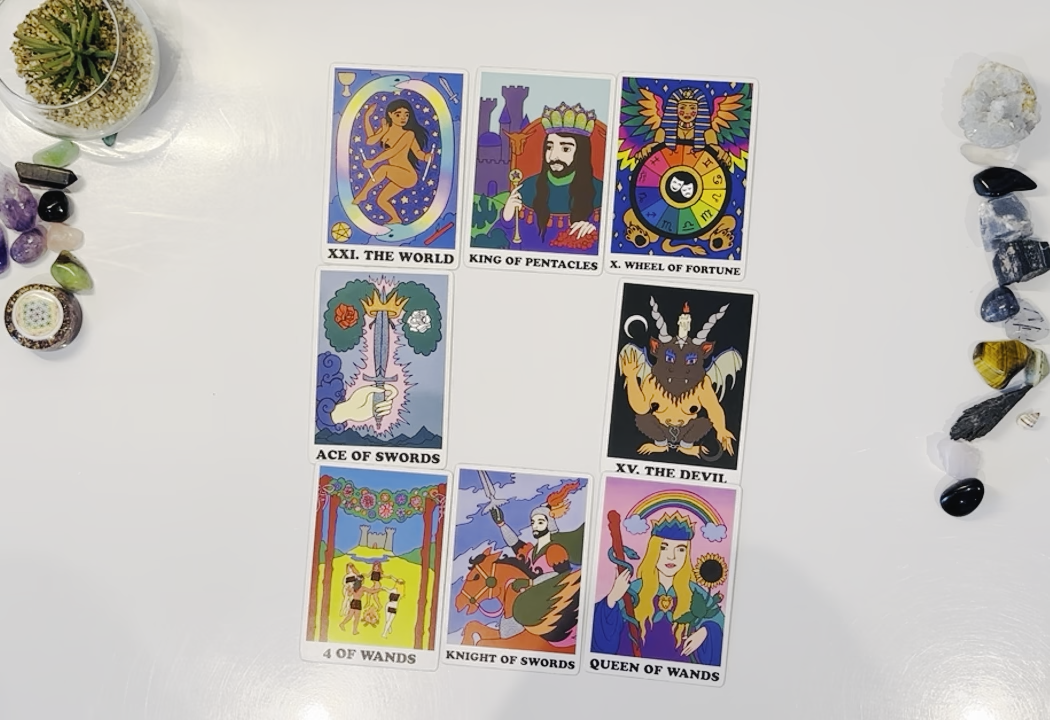 XXI. THE WORLD
KING OF PENTACLES
X. WHEEL OF FORTUNE
ACE OF SWORDS
XV. THE DEVIL
4 OF WANDS
KNIGHT OF SWORDS
QUEEN OF WANDS